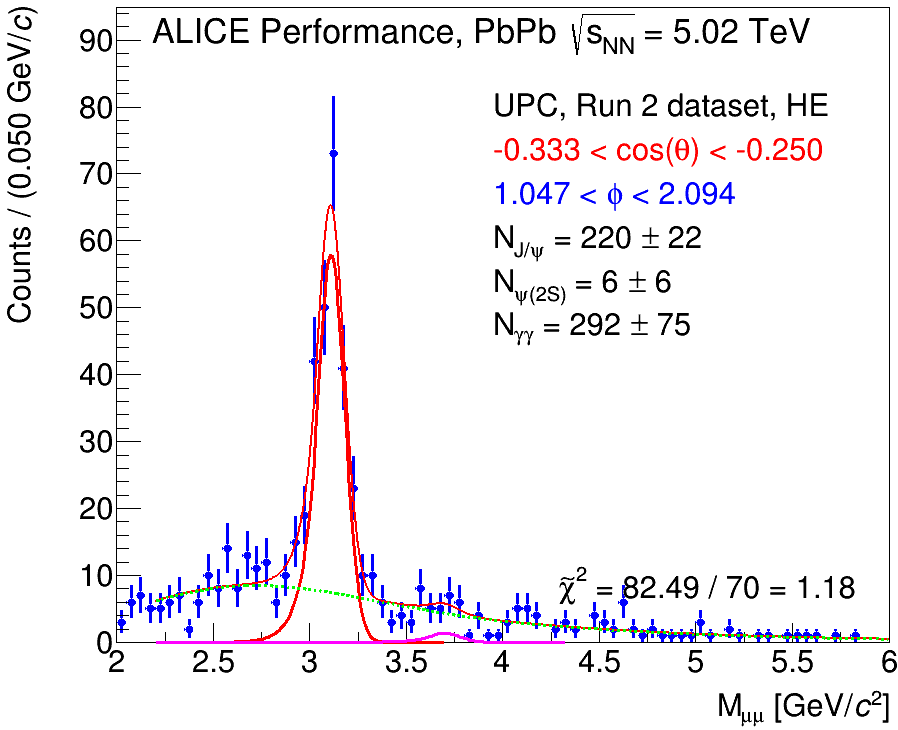 ALICE Performance, PbPb √sNN = 5.02 TeV
UPC, Run 2 dataset, HE
-0.333 < cos(θ) < -0.250
1.047 < ϕ < 2.094
NJ/ψ = 220 ± 22
Nψ(2S) = 6 ± 6
Nγγ = 292 ± 75
χ̃² = 82.49 / 70 = 1.18
Counts / (0.050 GeV/c)
90
80
70
60
50
40
30
20
10
0
2 2.5 3 3.5 4 4.5 5 5.5 6
Mμμ [GeV/c²]